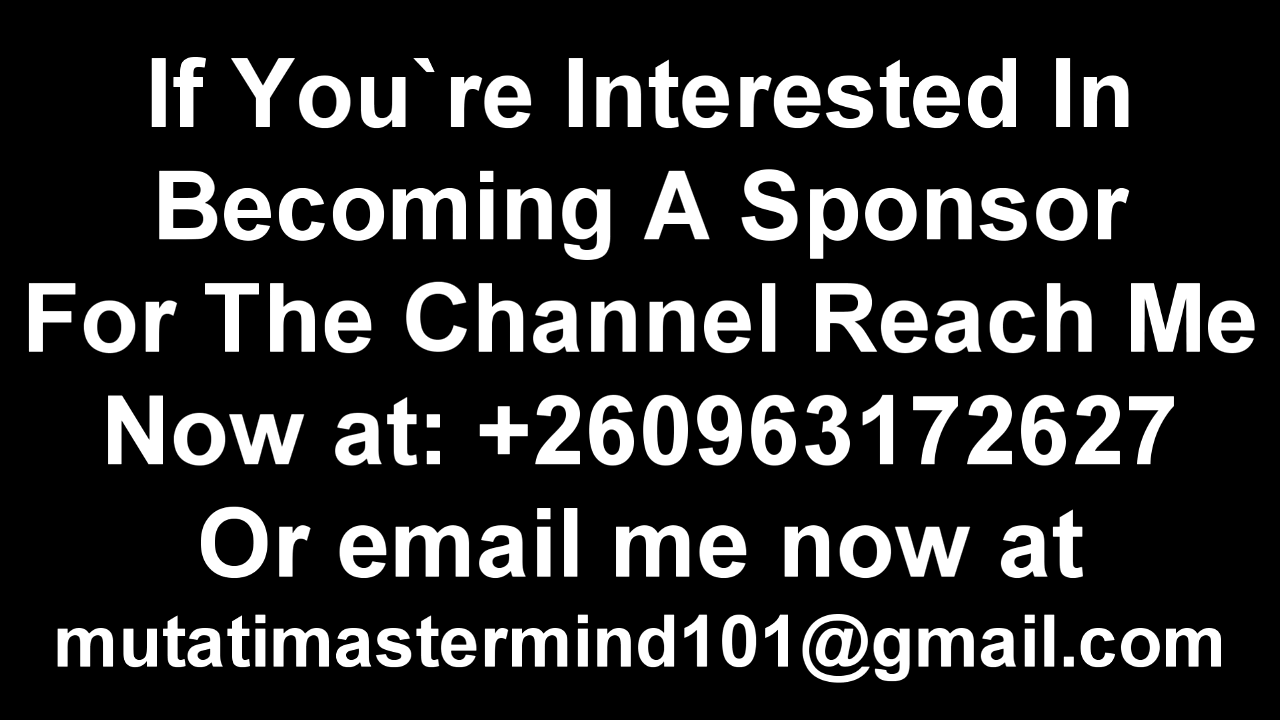 If You`re Interested In
Becoming A Sponsor
For The Channel Reach Me
Now at: +260963172627
Or email me now at
mutatimastermind101@gmail.com